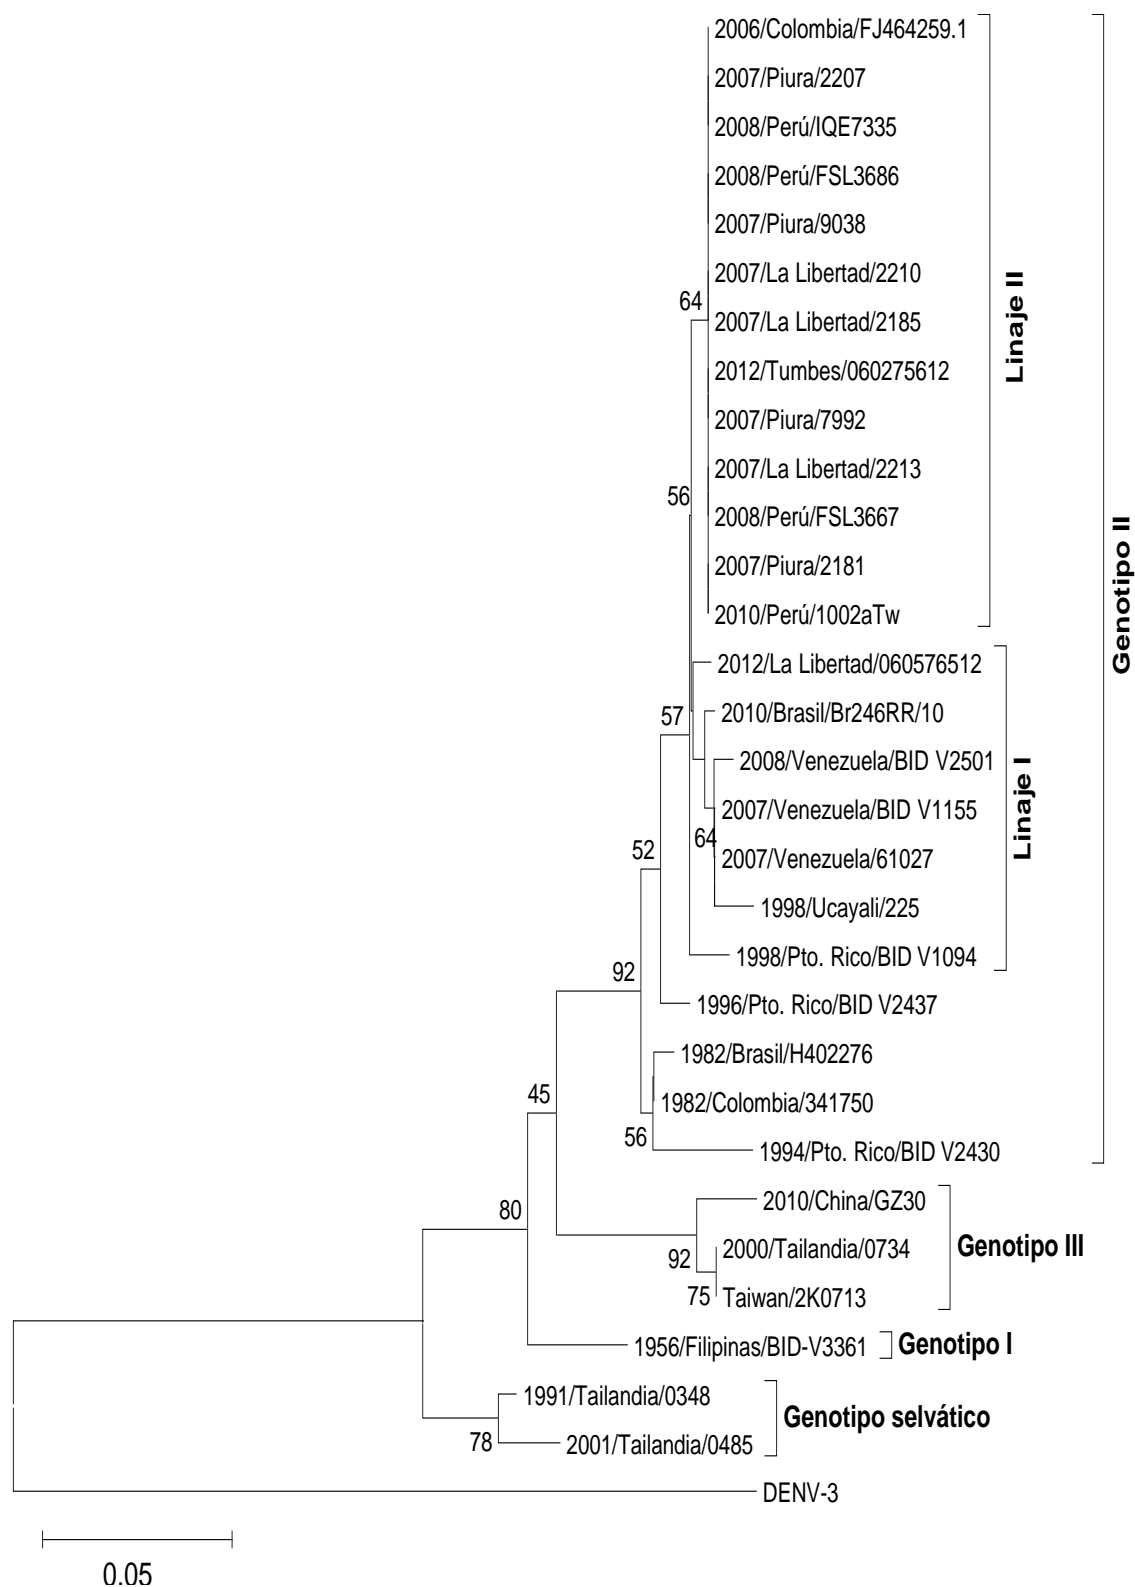 2006/Colombia/FJ464259.1
2007/Piura/2207
2008/Perú/IQE7335
2008/Perú/FSL3686
2007/Piura/9038
2007/La Libertad/2210
64
2007/La Libertad/2185
Linaje II
2012/Tumbes/060275612
2007/Piura/7992
2007/La Libertad/2213
56
2008/Perú/FSL3667
2007/Piura/2181
Genotipo II
2010/Perú/1002aTw
2012/La Libertad/060576512
57
2010/Brasil/Br246RR/10
2008/Venezuela/BID V2501
2007/Venezuela/BID V1155
Linaje I
64
2007/Venezuela/61027
52
1998/Ucayali/225
1998/Pto. Rico/BID V1094
92
1996/Pto. Rico/BID V2437
1982/Brasil/H402276
45
1982/Colombia/341750
56
1994/Pto. Rico/BID V2430
80
2010/China/GZ30
92
2000/Tailandia/0734
Genotipo III
75
Taiwan/2K0713
1956/Filipinas/BID-V3361
Genotipo I
1991/Tailandia/0348
Genotipo selvático
78
2001/Tailandia/0485
DENV-3
0.05